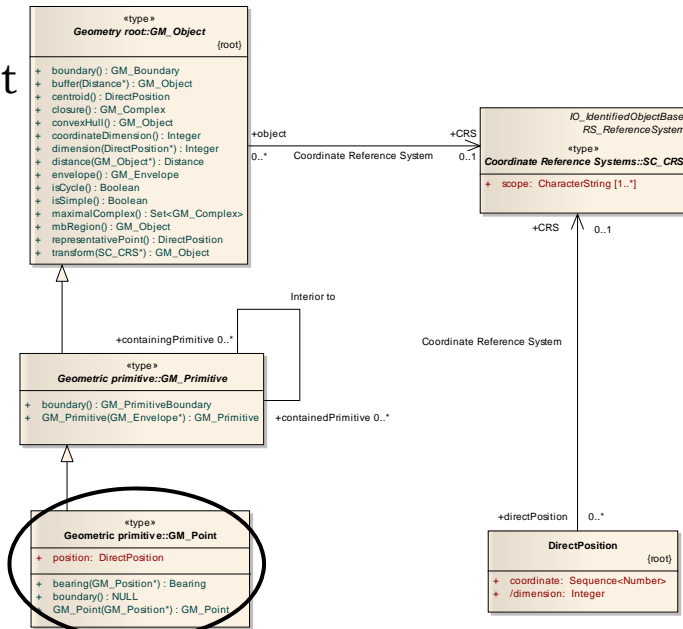 t
«type»
Geometry root::GM_Object
{root}
+ boundary() : GM_Boundary
+ buffer(Distance*) : GM_Object
+ centroid() : DirectPosition
+ closure() : GM_Complex
+ convexHull() : GM_Object
+ coordinateDimension() : Integer
+ dimension(DirectPosition*) : Integer
+ distance(GM_Object*) : Distance
+ envelope() : GM_Envelope
+ isCycle() : Boolean
+ isSimple() : Boolean
+ maximalComplex() : Set<GM_Complex>
+ mbRegion() : GM_Object
+ representativePoint() : DirectPosition
+ transform(SC_CRS*) : GM_Object
+object
0..*
Coordinate Reference System
+CRS
0..1
IO_IdentifiedObjectBase
RS_ReferenceSystem
«type»
Coordinate Reference Systems::SC_CRS
+ scope: CharacterString [1..*]
+CRS
0..1
Interior to
+containingPrimitive 0..*
Coordinate Reference System
«type»
Geometric primitive::GM_Primitive
+ boundary() : GM_PrimitiveBoundary
+ GM_Primitive(GM_Envelope*) : GM_Primitive
+containedPrimitive 0..*
«type»
Geometric primitive::GM_Point
+ position: DirectPosition
+ bearing(GM_Position*) : Bearing
+ boundary() : NULL
+ GM_Point(GM_Position*) : GM_Point
+directPosition
0..*
DirectPosition
{root}
+ coordinate: Sequence<Number>
+ /dimension: Integer